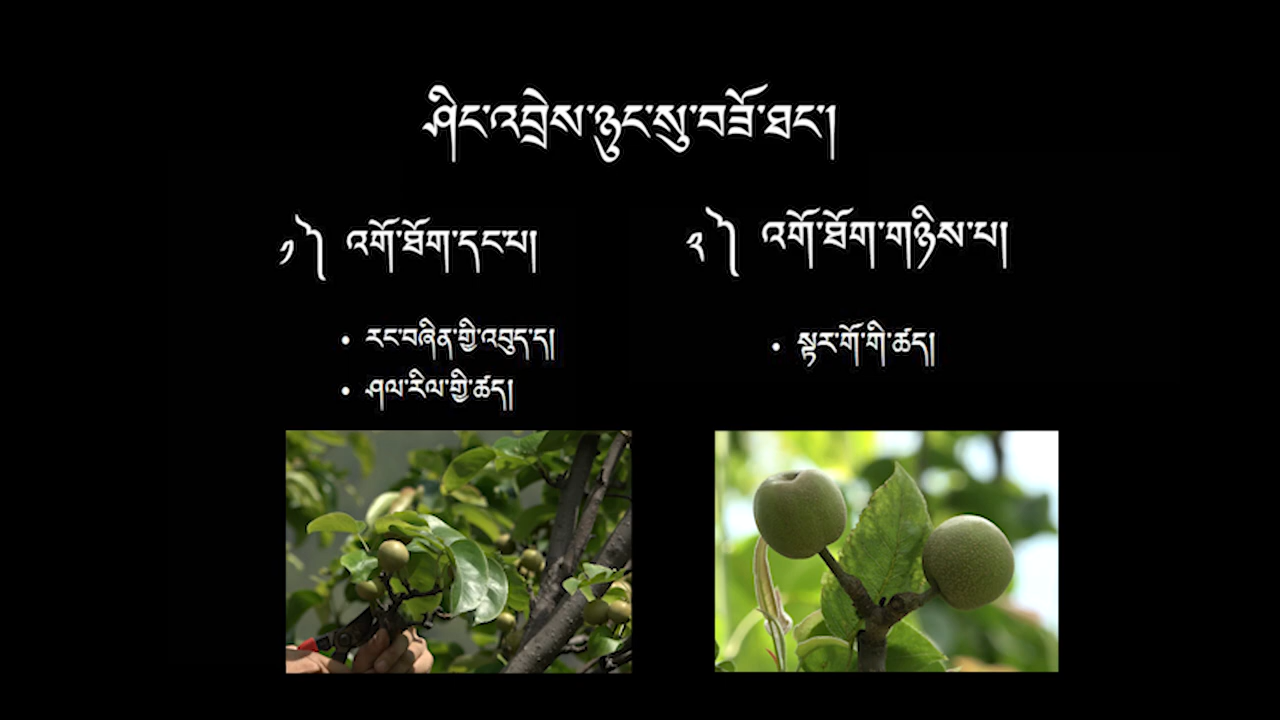 ཤིང་འབྲེས་ཉུང་སུ་བཟོ་ཐང་།
༡༽ འགོ་ཐོག་དང་པ།
རང་བཞིན་གྱི་འབུད་ད།
ཤལ་རིལ་གྱི་ཚད།
༢༽ འགོ་ཐོག་གཉིས་པ།
སྟར་གོ་གི་ཚད།